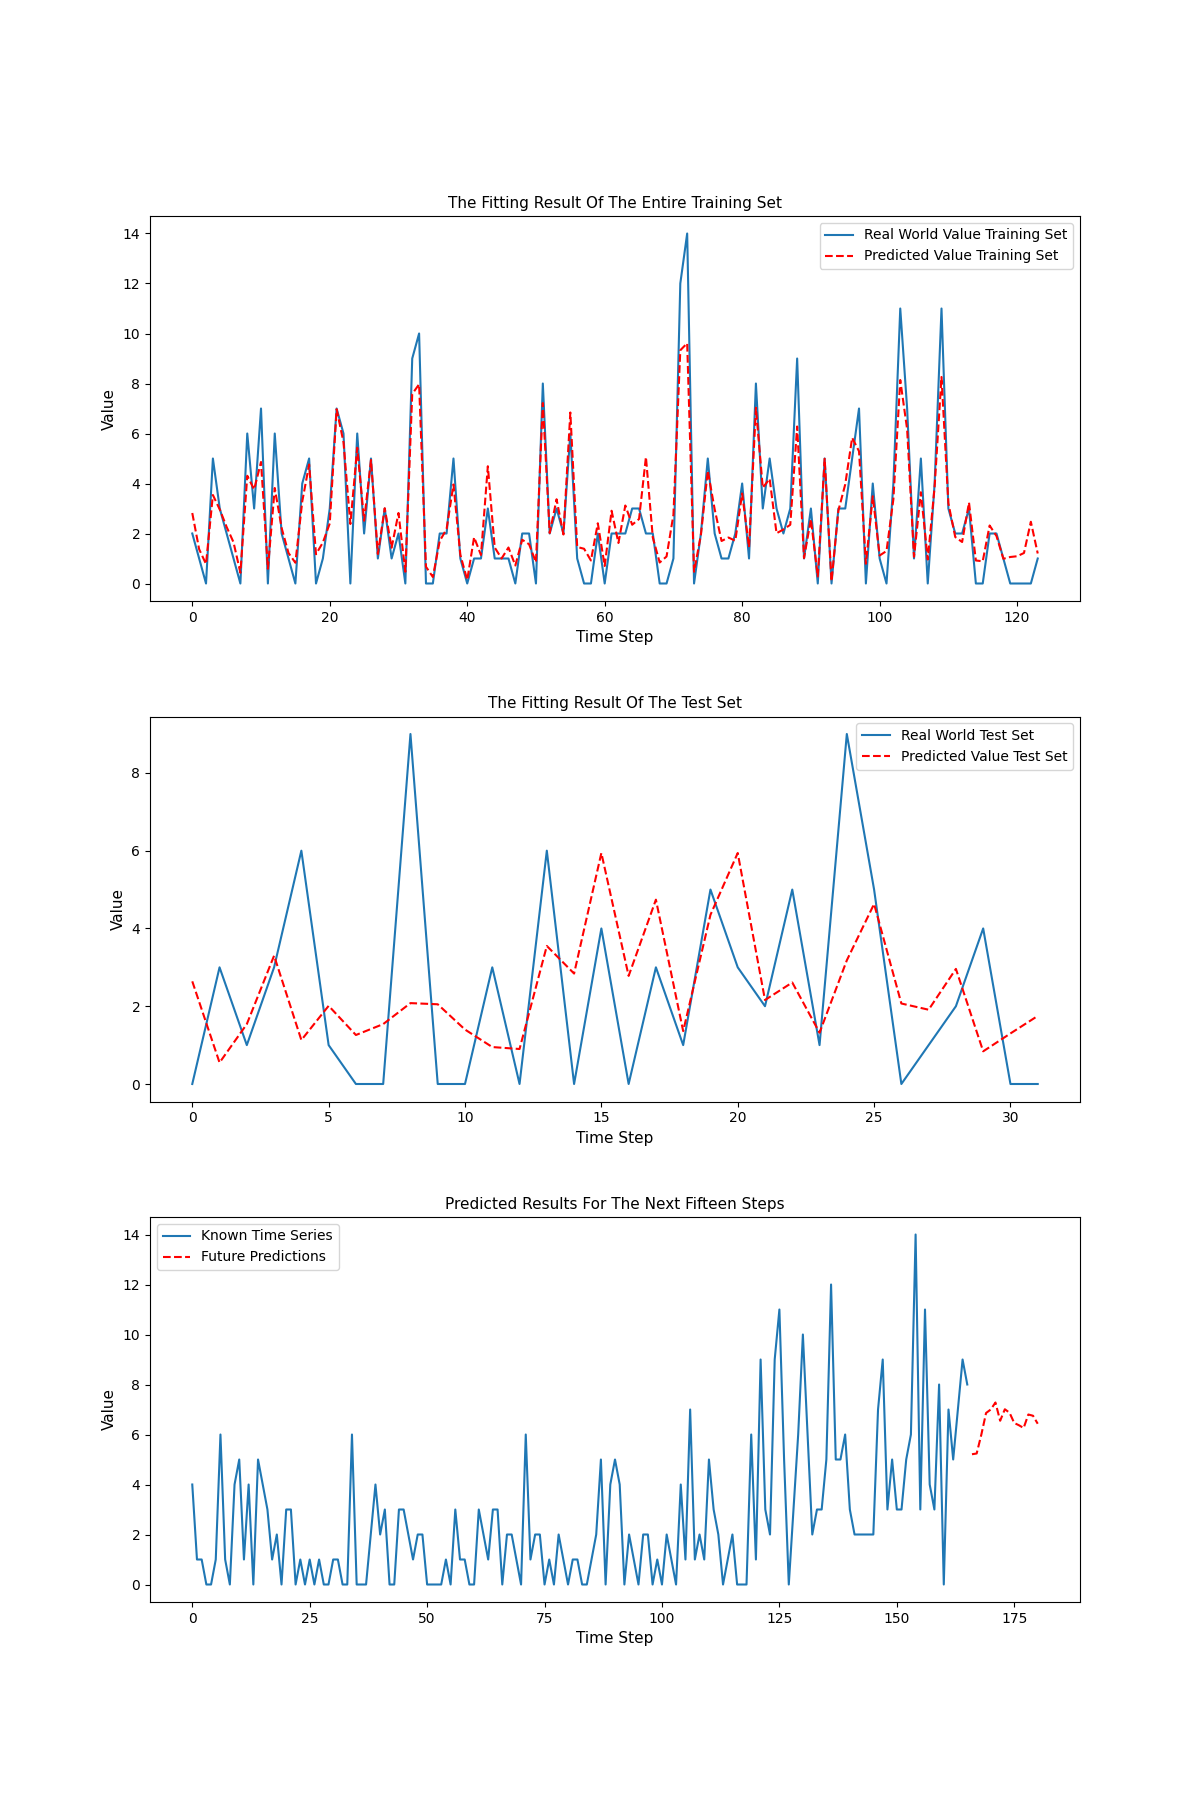 The Fitting Result Of The Entire Training Set
Real World Value Training Set
Predicted Value Training Set
14
12
10
8
6
4
2
0
Value
0 20 40 60 80 100 120
Time Step
The Fitting Result Of The Test Set
Real World Test Set
Predicted Value Test Set
8
6
4
2
0
Value
0 5 10 15 20 25 30
Time Step
Predicted Results For The Next Fifteen Steps
Known Time Series
Future Predictions
14
12
10
8
6
4
2
0
Value
0 25 50 75 100 125 150 175
Time Step